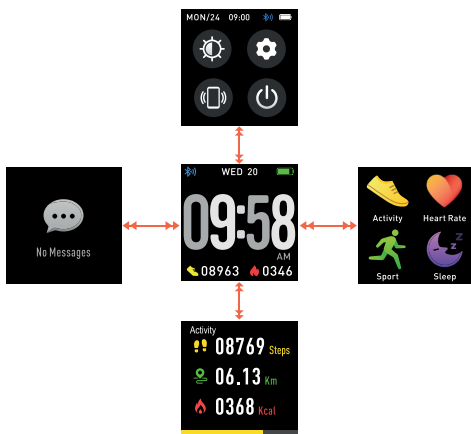 MON/24 09:00
WED 20
09:58
AM
08963 0346
No Messages
Activity Heart Rate
Sport Sleep
Activity
08769 Steps
06.13 Km
0368 Kcal